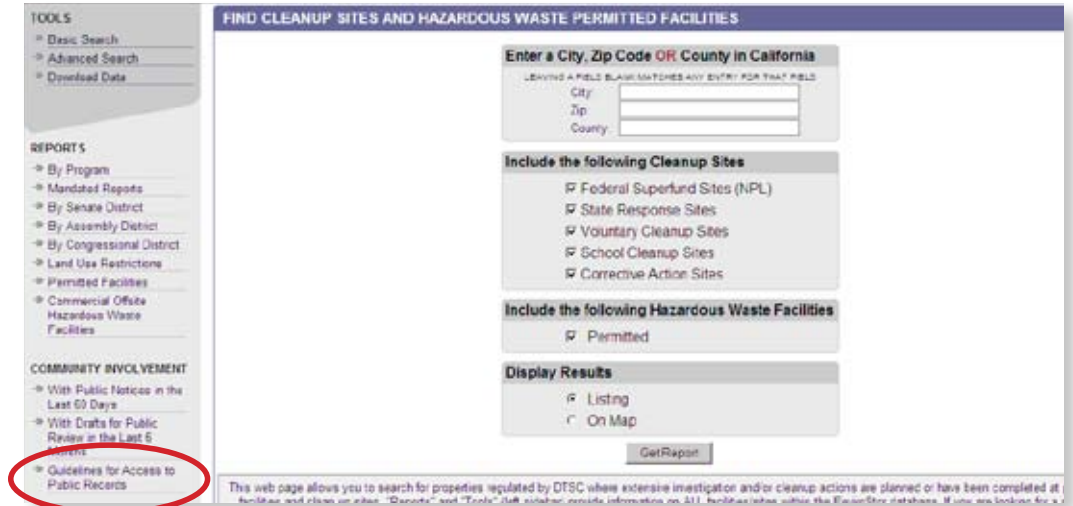 TOOLS
Basic Search
Advanced Search
Download Data
REPORTS
By Program
Mandated Reports
By Senate District
By Assembly District
By Congressional District
Land Use Restrictions
Permitted Facilities
Commercial Offsite
Hazardous Waste
Facilities
COMMUNITY INVOLVEMENT
With Public Notices in the
Last 60 Days
With Drafts for Public
Review in the Last 6
Months
Guidelines for Access to
Public Records
FIND CLEANUP SITES AND HAZARDOUS WASTE PERMITTED FACILITIES
Enter a City, Zip Code OR County in California
LEAVING A FIELD BLANK MATCHES ANY ENTRY FOR THAT FIELD
City:
Zip:
County:
Include the following Cleanup Sites
Federal Superfund Sites (NPL)
State Response Sites
Voluntary Cleanup Sites
School Cleanup Sites
Corrective Action Sites
Include the following Hazardous Waste Facilities
Permitted
Display Results
Listing
On Map
Get Report
This web page allows you to search for properties regulated by DTSC where extensive investigation and/or cleanup actions are planned or have been completed at
facilities and clean up sites. "Reports" and "Tools" (left sidebar) provide information on ALL facilities/sites within the EnviroStor database. If you are looking for a